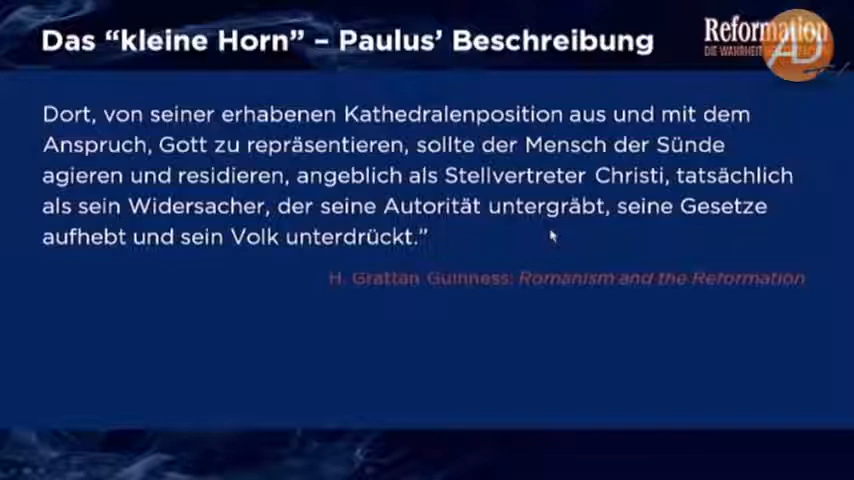 Das “kleine Horn” – Paulus’ Beschreibung
Reformation
DIE WAHRHEIT
Dort, von seiner erhabenen Kathedralenposition aus und mit dem
Anspruch, Gott zu repräsentieren, sollte der Mensch der Sünde
agieren und residieren, angeblich als Stellvertreter Christi, tatsächlich
als sein Widersacher, der seine Autorität untergräbt, seine Gesetze
aufhebt und sein Volk unterdrückt.”
H. Grattan Guinness: Romanism and the Reformation